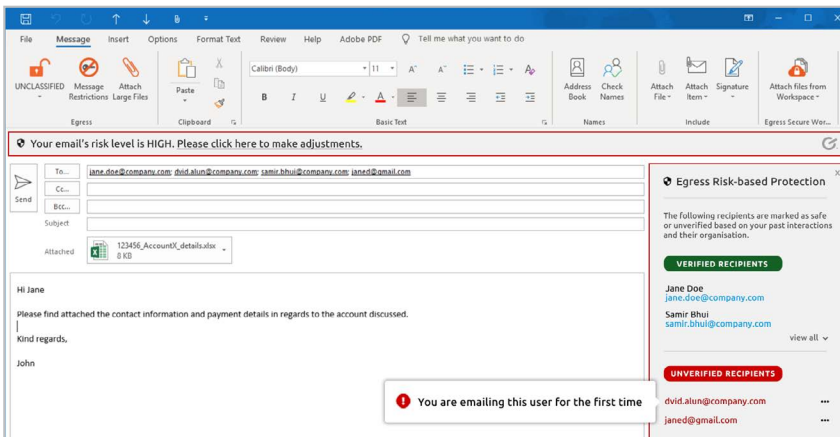 File Message Insert Options Format Text Review Help Adobe PDF Tell me what you want to do
UNCLASSIFIED
Message Restrictions
Attach Large Files
Egress
Paste
Clipboard
Calibri (Body) 11 A^ A^
B I U A
Basic Text
Address Book
Check Names
Names
Attach File
Attach Item
Signature
Include
Attach files from Workspace
Egress Secure Wor...
Your email's risk level is HIGH. Please click here to make adjustments.
Send
To... jane.doe@company.com; dvid.alun@company.com; samir.bhui@company.com; janed@gmail.com
Cc...
Bcc...
Subject
Attached 123456_AccountX_details.xlsx
8 KB
Hi Jane
Please find attached the contact information and payment details in regards to the account discussed.
Kind regards,
John
Egress Risk-based Protection
The following recipients are marked as safe
or unverified based on your past interactions
and their organisation.
VERIFIED RECIPIENTS
Jane Doe
jane.doe@company.com
Samir Bhui
samir.bhui@company.com
view all
UNVERIFIED RECIPIENTS
dvid.alun@company.com ...
janed@gmail.com ...
You are emailing this user for the first time